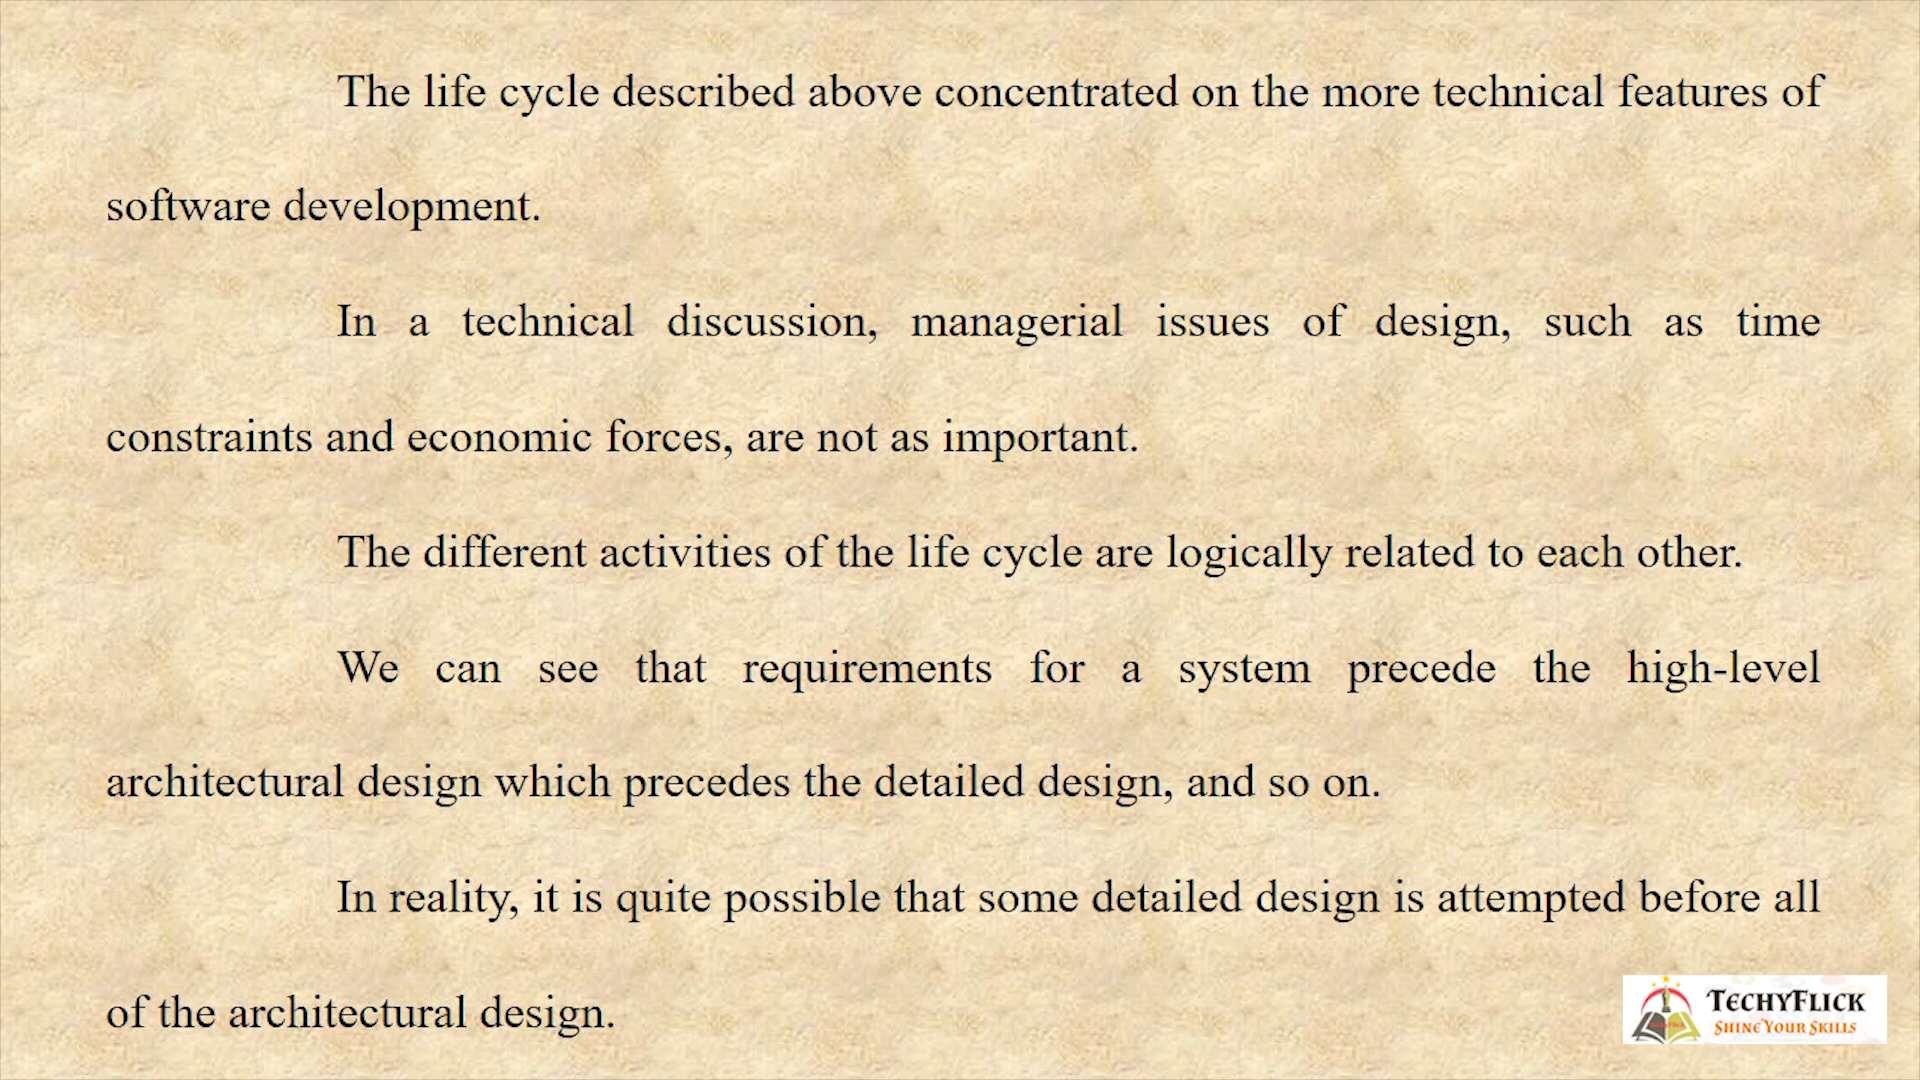 The life cycle described above concentrated on the more technical features of
software development.
In a technical discussion, managerial issues of design, such as time
constraints and economic forces, are not as important.
The different activities of the life cycle are logically related to each other.
We can see that requirements for a system precede the high-level
architectural design which precedes the detailed design, and so on.
In reality, it is quite possible that some detailed design is attempted before all
of the architectural design.
TECHYFLICK
SHINE YOUR SKILLS